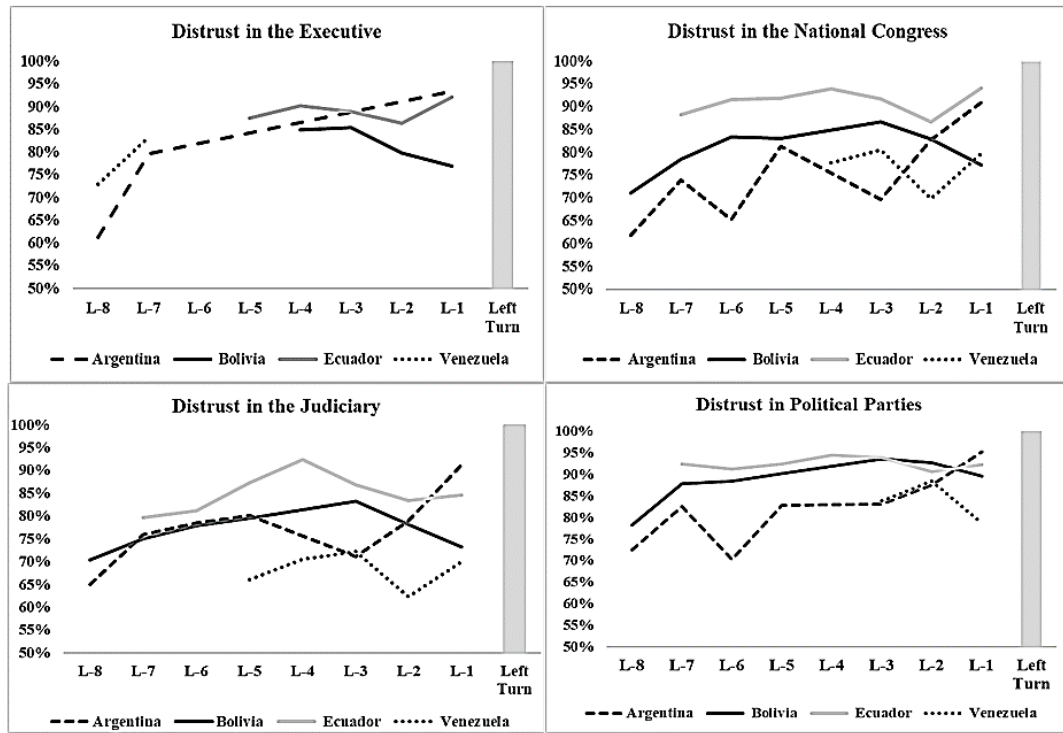 Distrust in the Executive
100%
95%
90%
85%
80%
75%
70%
65%
60%
55%
50%
L-8 L-7 L-6 L-5 L-4 L-3 L-2 L-1 Left
Turn
Argentina Bolivia Ecuador Venezuela
Distrust in the National Congress
100%
95%
90%
85%
80%
75%
70%
65%
60%
55%
50%
L-8 L-7 L-6 L-5 L-4 L-3 L-2 L-1 Left
Turn
Argentina Bolivia Ecuador Venezuela
Distrust in the Judiciary
100%
95%
90%
85%
80%
75%
70%
65%
60%
55%
50%
L-8 L-7 L-6 L-5 L-4 L-3 L-2 L-1 Left
Turn
Argentina Bolivia Ecuador Venezuela
Distrust in Political Parties
100%
95%
90%
85%
80%
75%
70%
65%
60%
55%
50%
L-8 L-7 L-6 L-5 L-4 L-3 L-2 L-1 Left
Turn
Argentina Bolivia Ecuador Venezuela